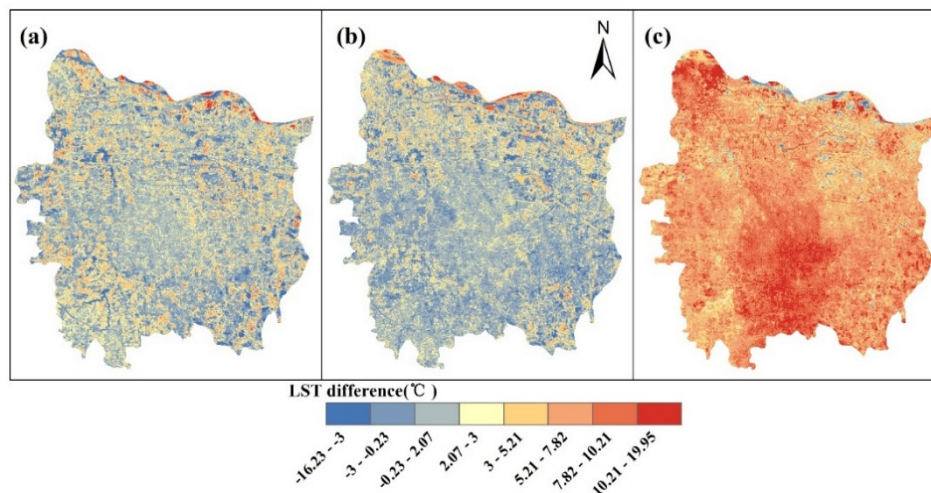 (a)
(b)
N
(c)
LST difference(℃ )
-16.23 - -3
-3 - -0.23
-0.23 - 2.07
2.07 - 3
3 - 5.21
5.21 - 7.82
7.82 - 10.21
10.21 - 19.95